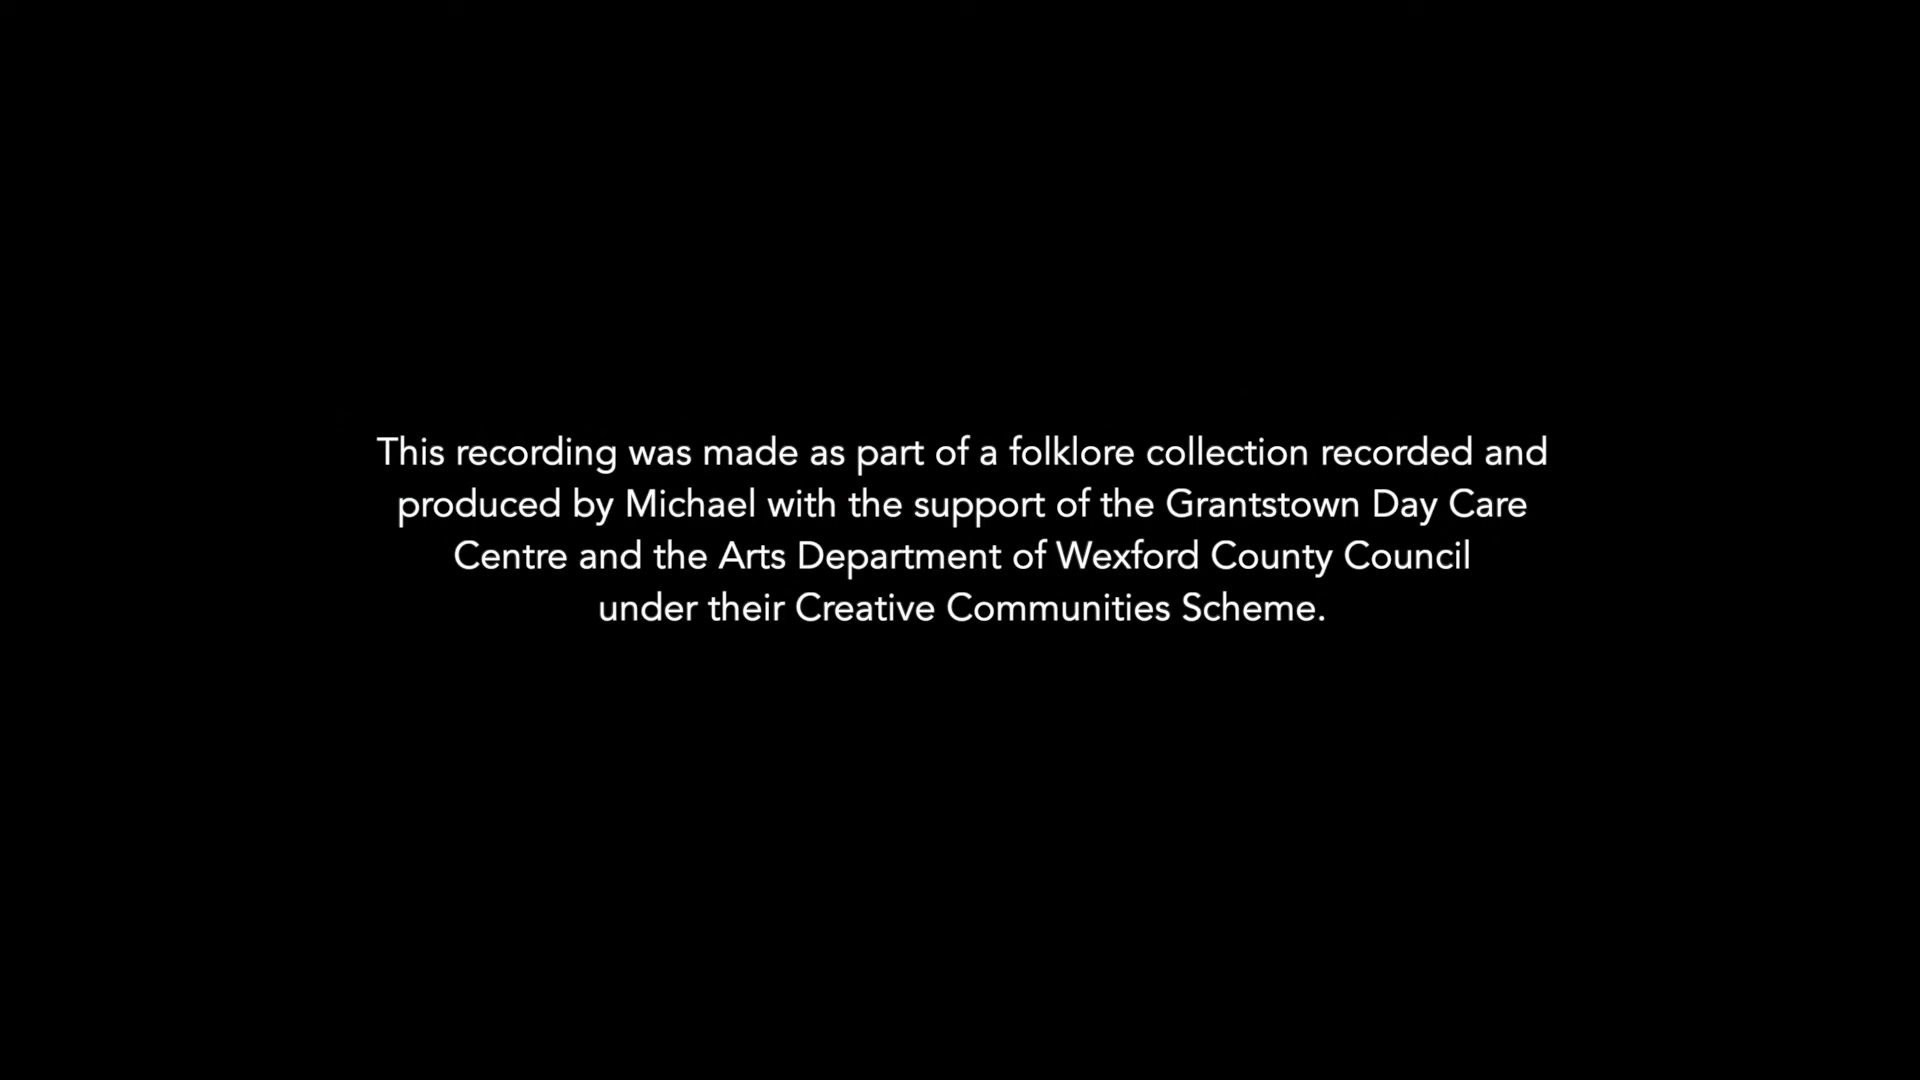 This recording was made as part of a folklore collection recorded and
produced by Michael with the support of the Grantstown Day Care
Centre and the Arts Department of Wexford County Council
under their Creative Communities Scheme.